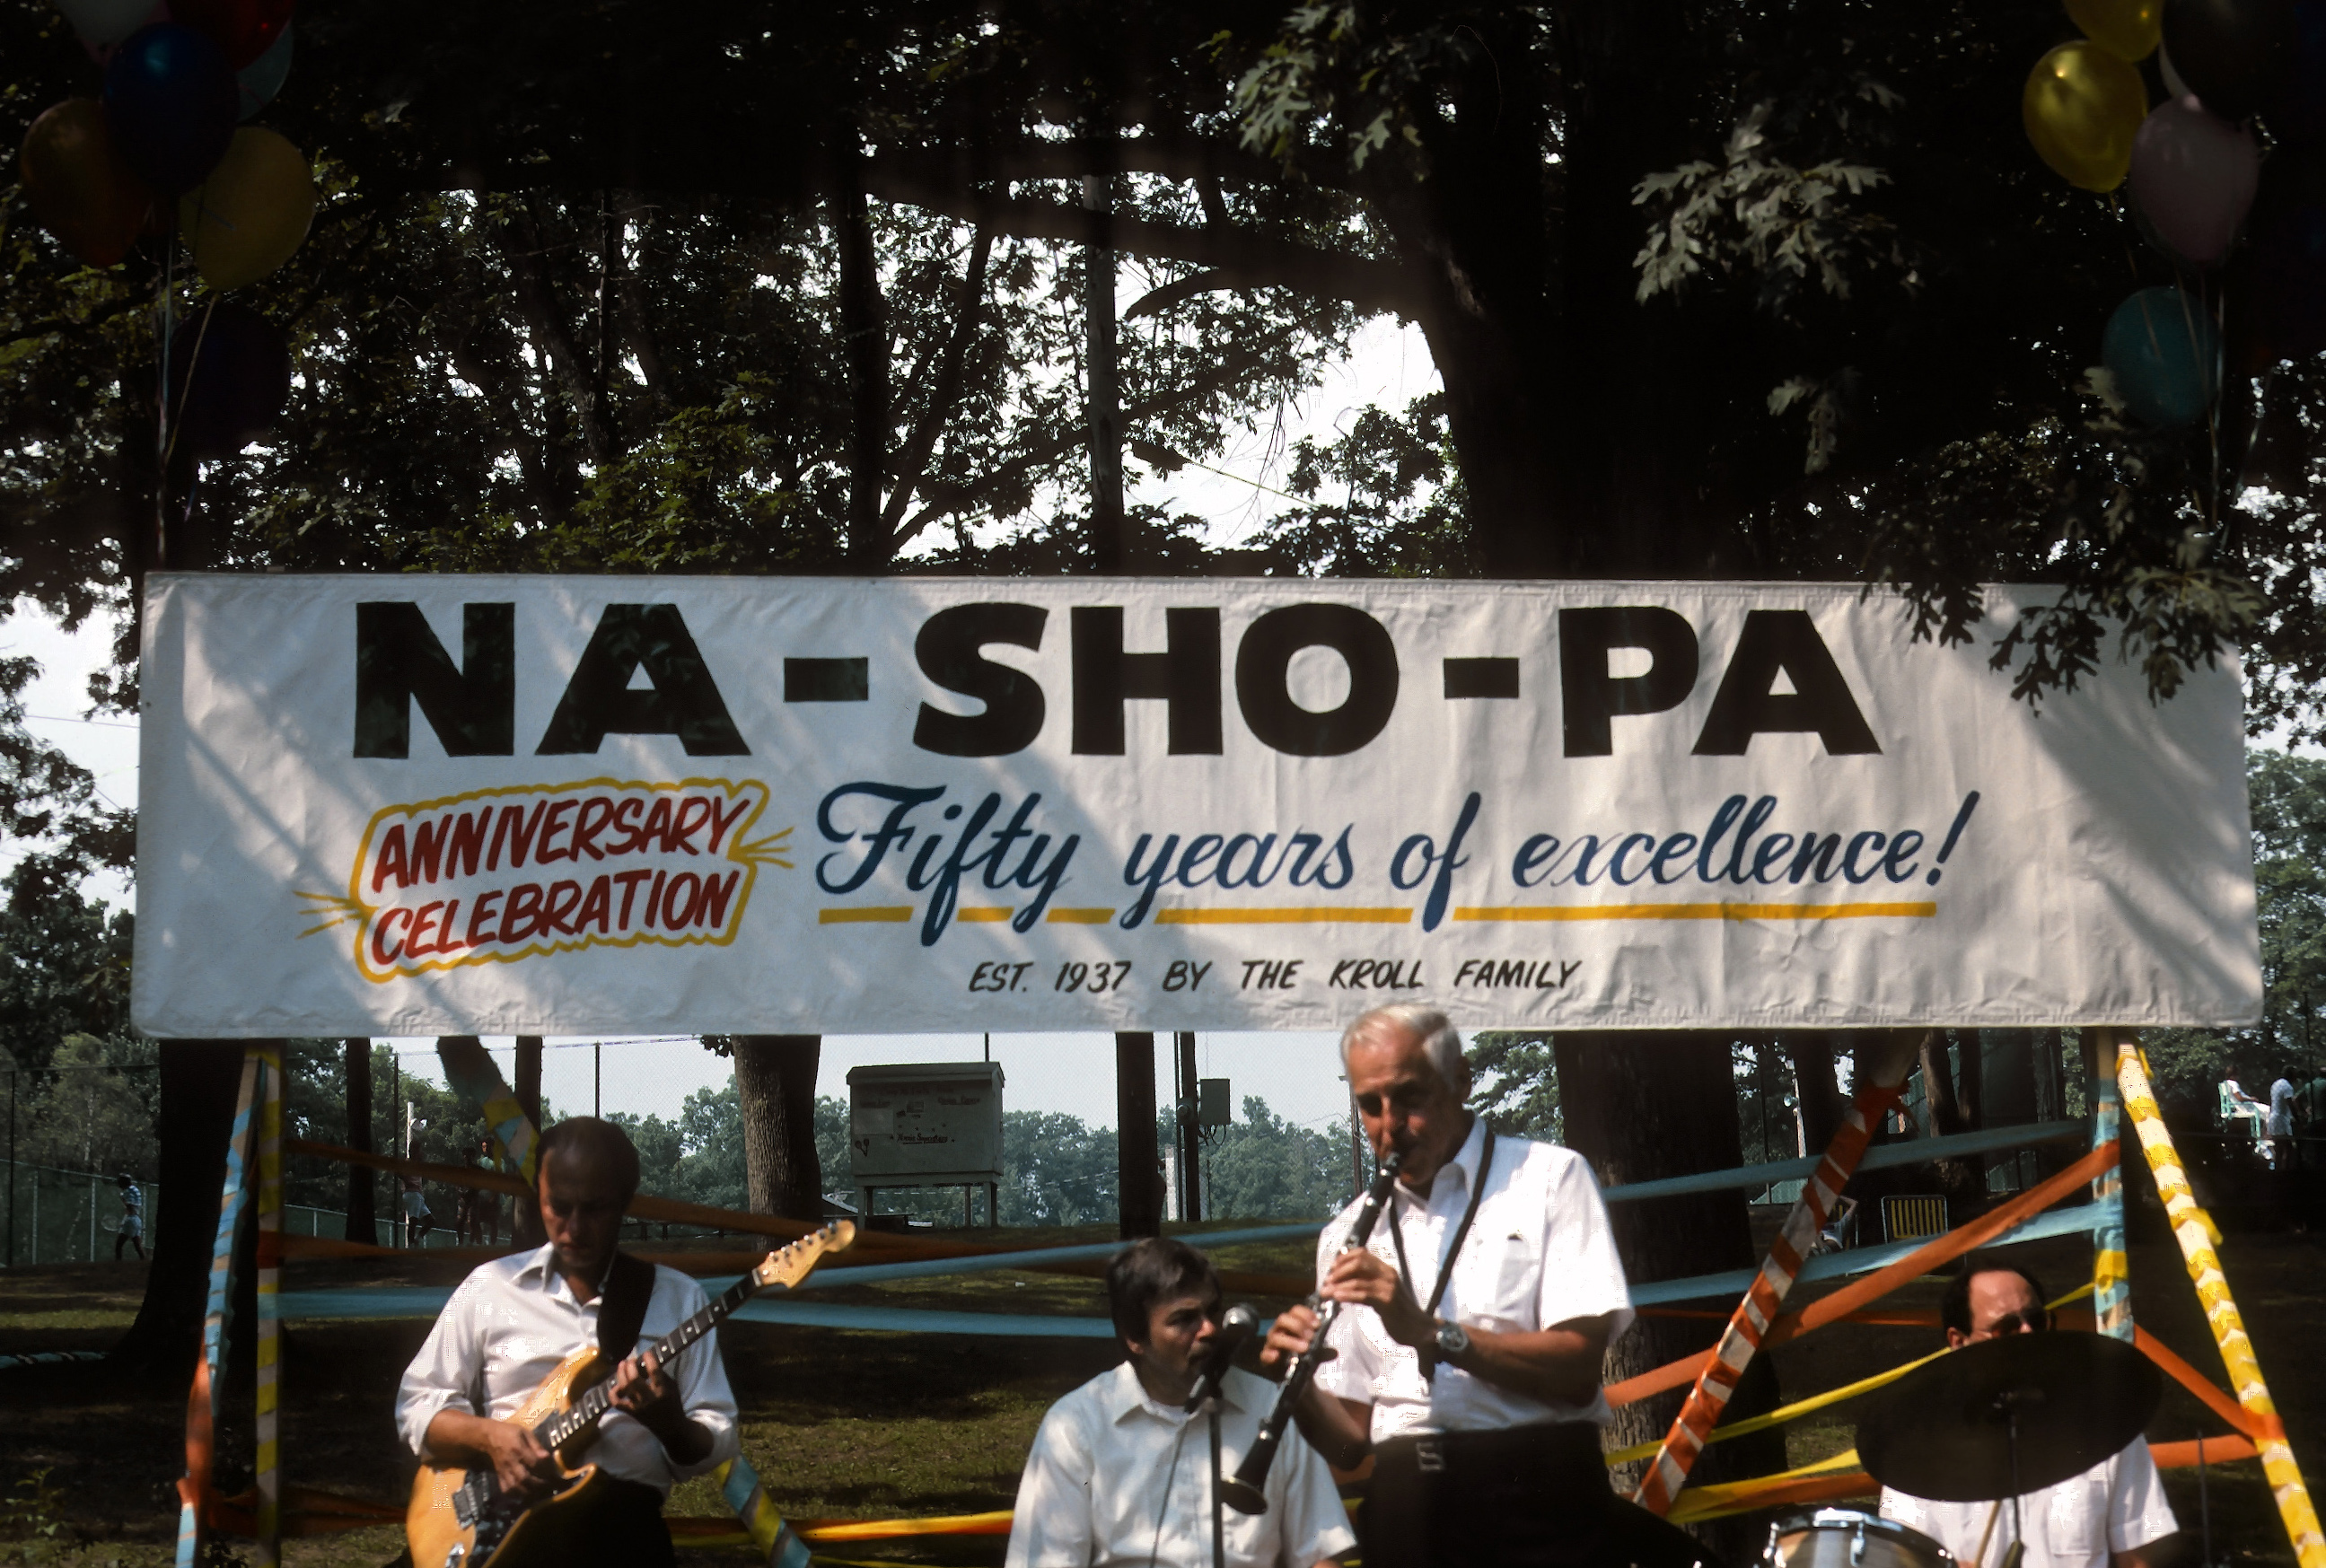 NA-SHO-PA
ANNIVERSARY
CELEBRATION
Fifty years of excellence!
EST. 1937 BY THE KROLL FAMILY